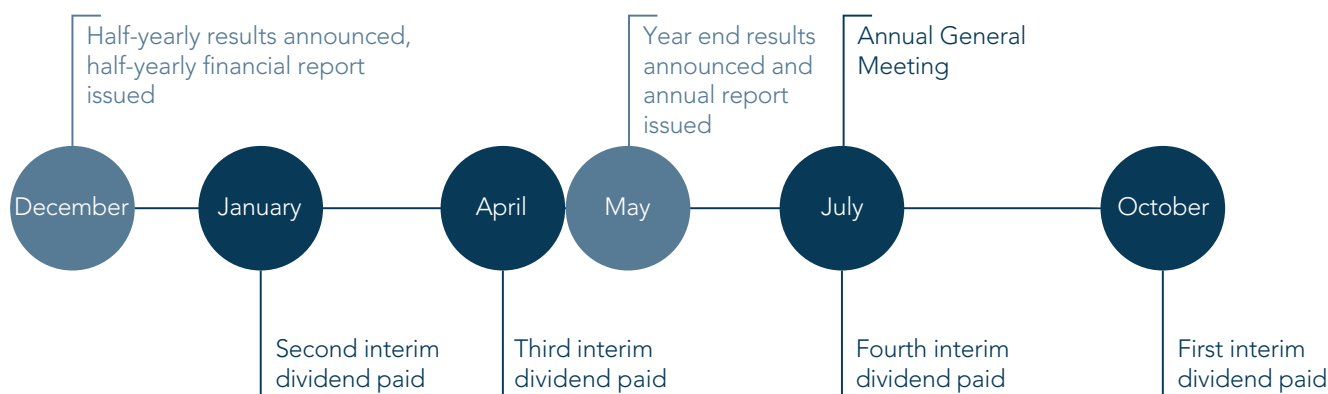 Half-yearly results announced,
half-yearly financial report
issued
Year end results
announced and
annual report
issued
Annual General
Meeting
December
January
April
May
July
October
Second interim
dividend paid
Third interim
dividend paid
Fourth interim
dividend paid
First interim
dividend paid